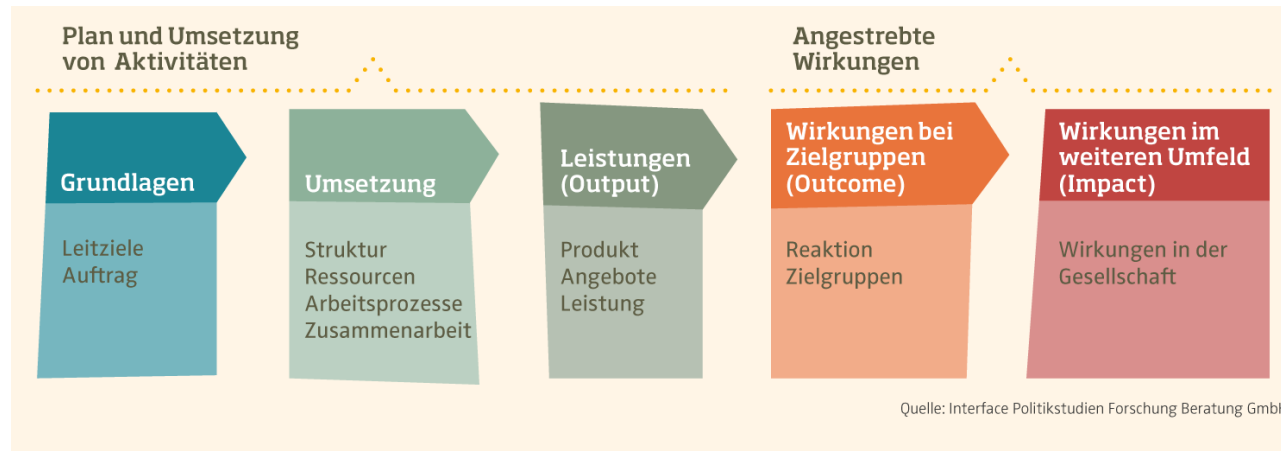 Plan und Umsetzung
von Aktivitäten
Angestrebte
Wirkungen
Grundlagen
Leitziele
Auftrag
Umsetzung
Struktur
Ressourcen
Arbeitsprozesse
Zusammenarbeit
Leistungen
(Output)
Produkt
Angebote
Leistung
Wirkungen bei
Zielgruppen
(Outcome)
Reaktion
Zielgruppen
Wirkungen im
weiteren Umfeld
(Impact)
Wirkungen in der
Gesellschaft
Quelle: Interface Politikstudien Forschung Beratung GmbH